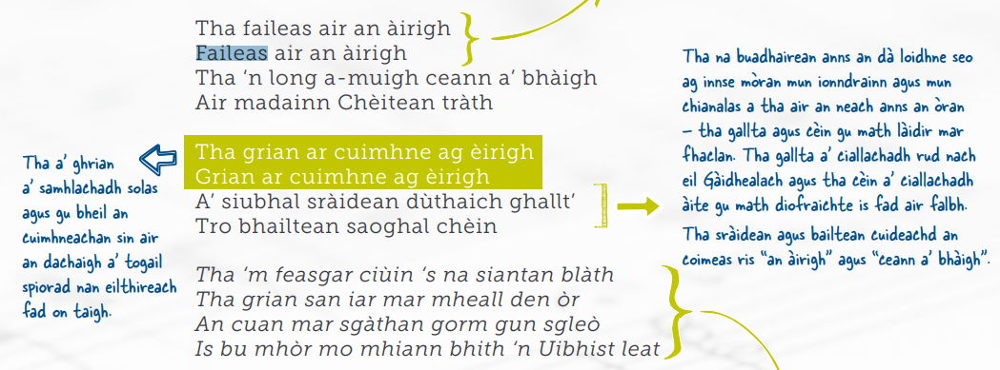 Tha faileas air an àirigh
Faileas air an àirigh
Tha ‘n long a-muigh ceann a’ bhàigh
Air madainn Chèitean tràth
Tha grian ar cuimhne ag èirigh
Grian ar cuimhne ag èirigh
A’ siubhal sràidean dùthaich ghallt’
Tro bhailtean saoghal chèin
Tha ‘m feasgar ciùin ‘s na siantan blàth
Tha grian san iar mar mheall den òr
An cuan mar sgàthan gorm gun sgleò
Is bu mhòr mo mhiann bhith ‘n Uibhist leat
Tha a’ ghrian
a’ samhlachadh solas
agus gu bheil an
cuimhneachan sin air
an dachaigh a’ togail
spiorad nan eilthireach
fad on taigh.
Tha na buadhairean anns an dà loidhne seo
ag innse mòran mun ionndrainn agus mun
chianalas a tha air an neach anns an òran
– tha gallta agus cèin gu math làidir mar
fhaclan. Tha gallta a’ ciallachadh rud nach
eil Gàidhealach agus tha cèin a’ ciallachadh
àite gu math diofraichte is fad air falbh.
Tha sràidean agus bailtean cuideachd an
coimeas ris “an àirigh” agus “ceann a’ bhàigh”.